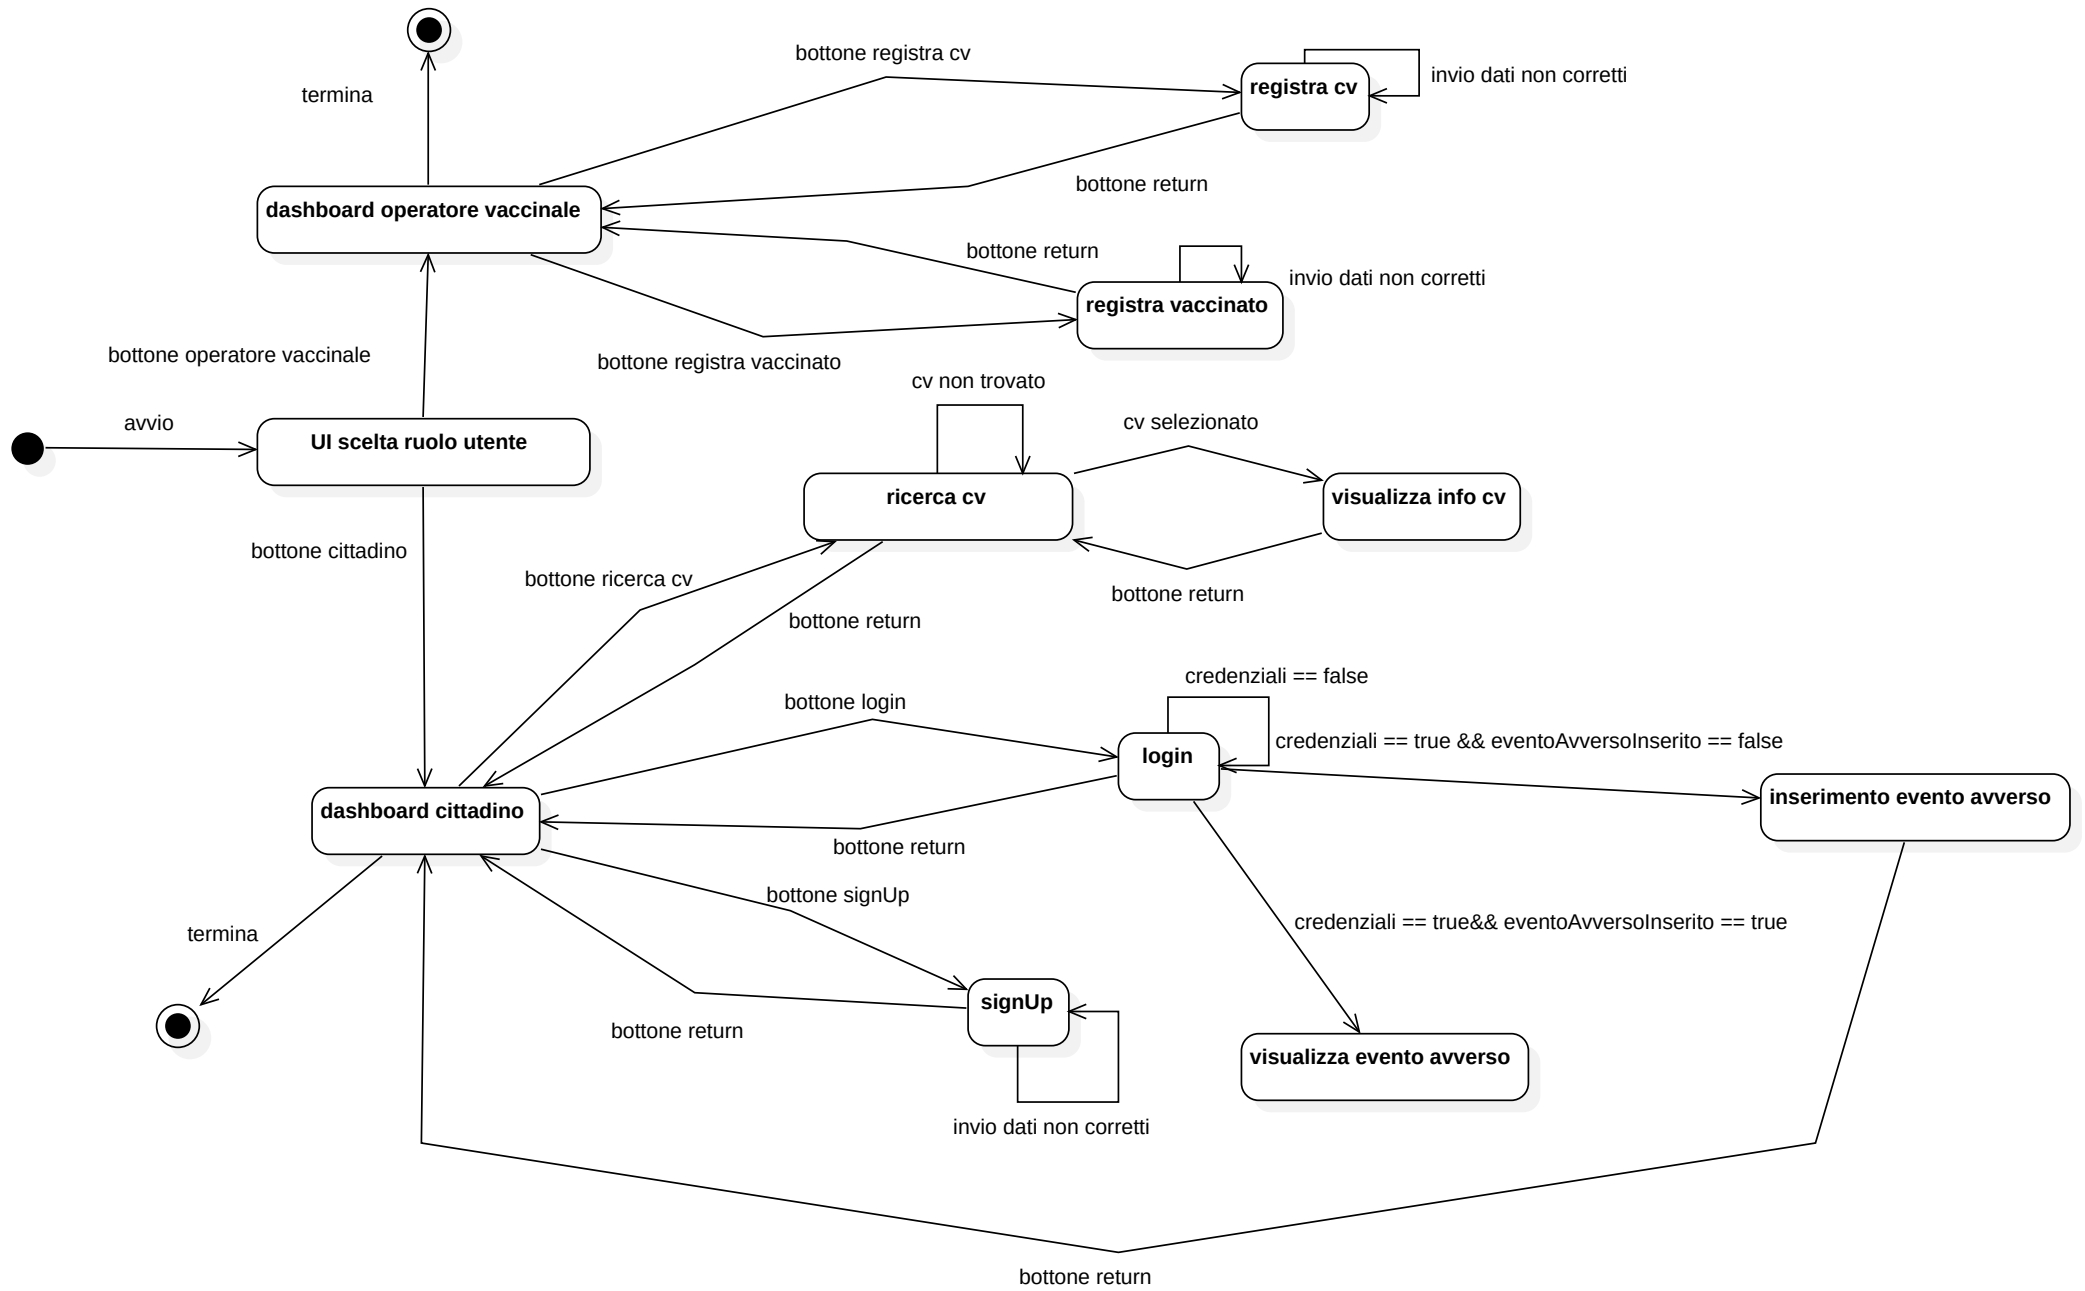 bottone registra cv
registra cv
invio dati non corretti
termina
bottone return
dashboard operatore vaccinale
bottone return
invio dati non corretti
registra vaccinato
bottone operatore vaccinale
bottone registra vaccinato
cv non trovato
avvio
cv selezionato
UI scelta ruolo utente
ricerca cv
visualizza info cv
bottone cittadino
bottone ricerca cv
bottone return
bottone return
credenziali == false
bottone login
login
credenziali == true && eventoAvversoInserito == false
inserimento evento avverso
dashboard cittadino
bottone return
bottone signUp
credenziali == true&& eventoAvversoInserito == true
termina
signUp
bottone return
visualizza evento avverso
invio dati non corretti
bottone return